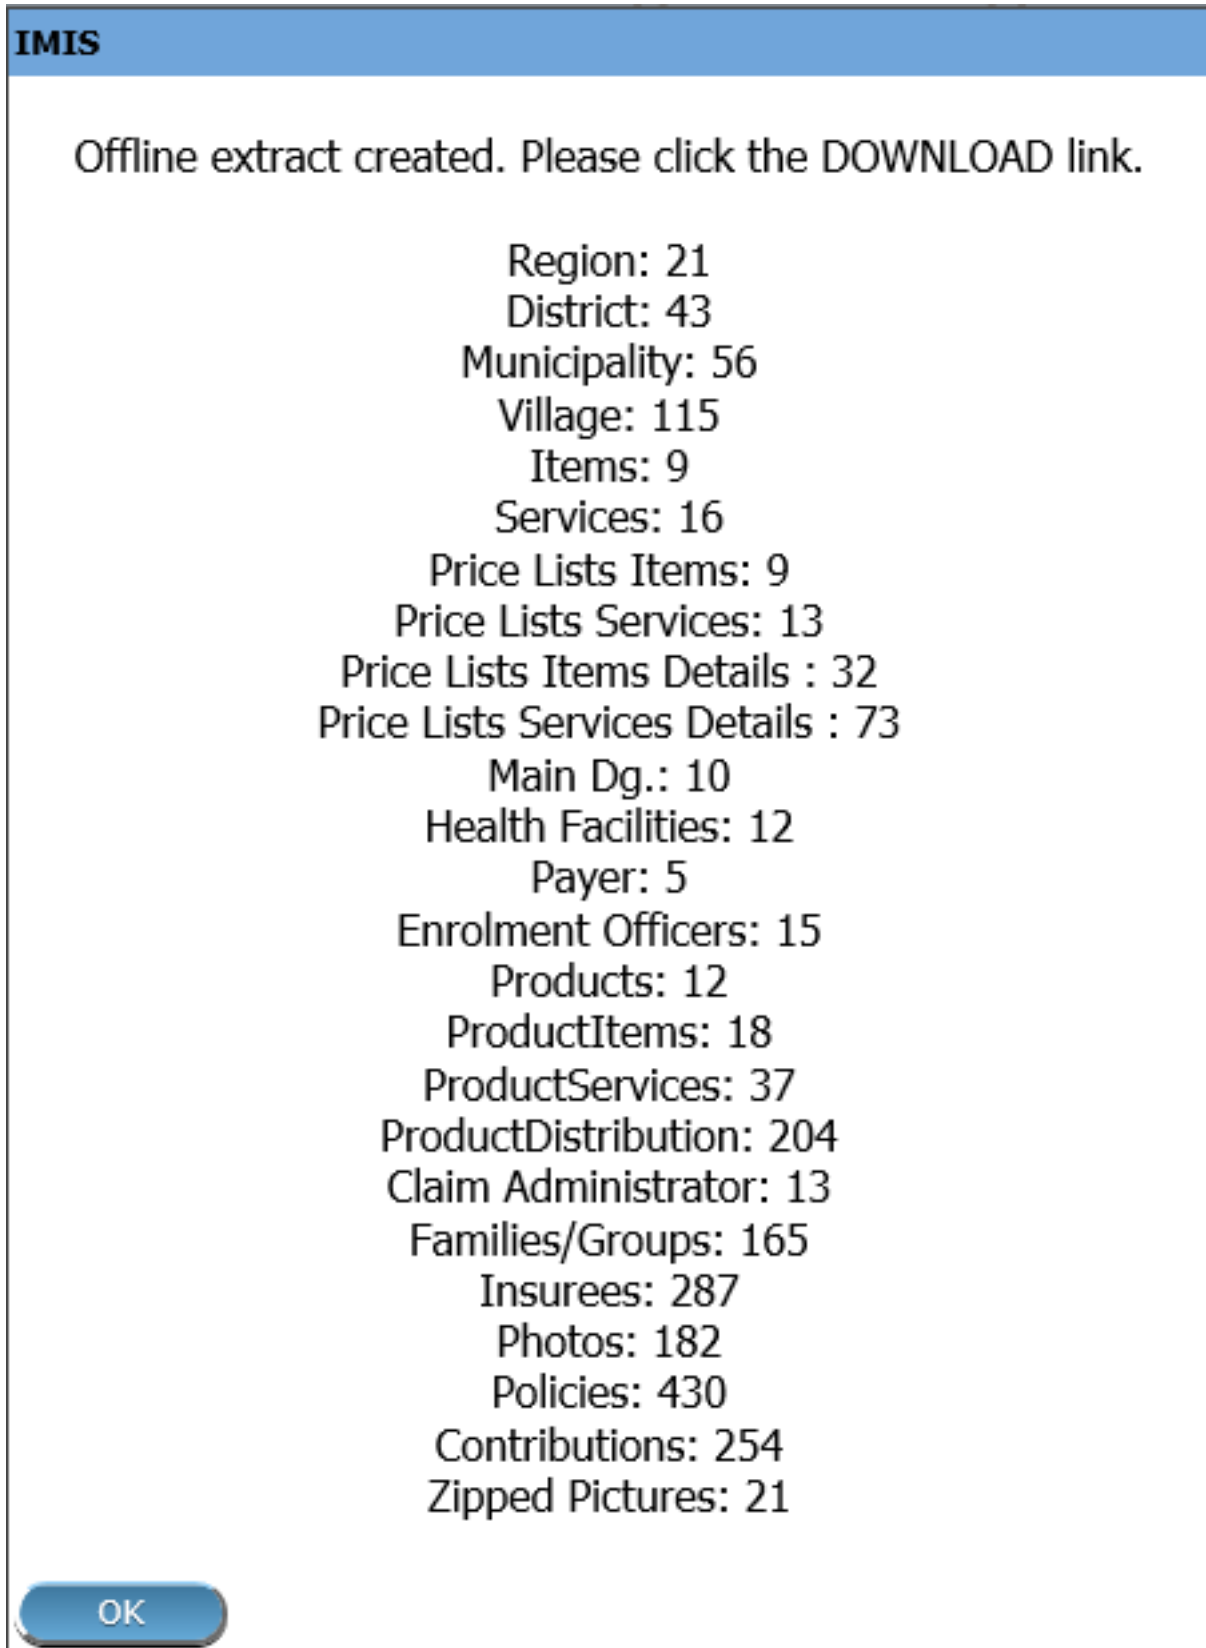 IMIS
Offline extract created. Please click the DOWNLOAD link.
Region: 21
District: 43
Municipality: 56
Village: 115
Items: 9
Services: 16
Price Lists Items: 9
Price Lists Services: 13
Price Lists Items Details : 32
Price Lists Services Details : 73
Main Dg.: 10
Health Facilities: 12
Payer: 5
Enrolment Officers: 15
Products: 12
ProductItems: 18
ProductServices: 37
ProductDistribution: 204
Claim Administrator: 13
Families/Groups: 165
Insurees: 287
Photos: 182
Policies: 430
Contributions: 254
Zipped Pictures: 21
OK